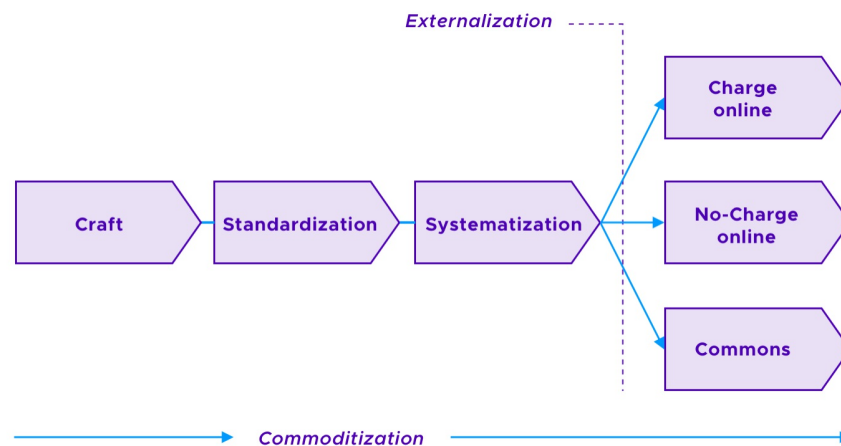 Externalization
Charge
online
Craft
Standardization
Systematization
No-Charge
online
Commons
Commoditization